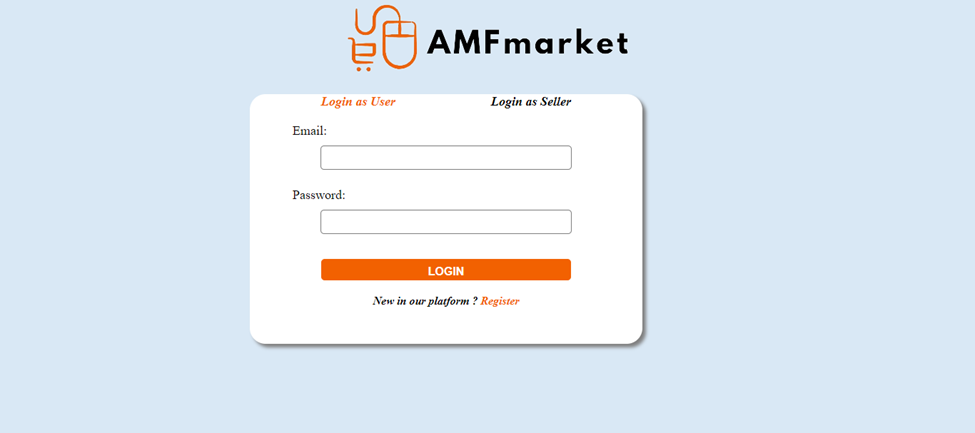 AMFmarket
Login as User Login as Seller
Email:
Password:
LOGIN
New in our platform ? Register